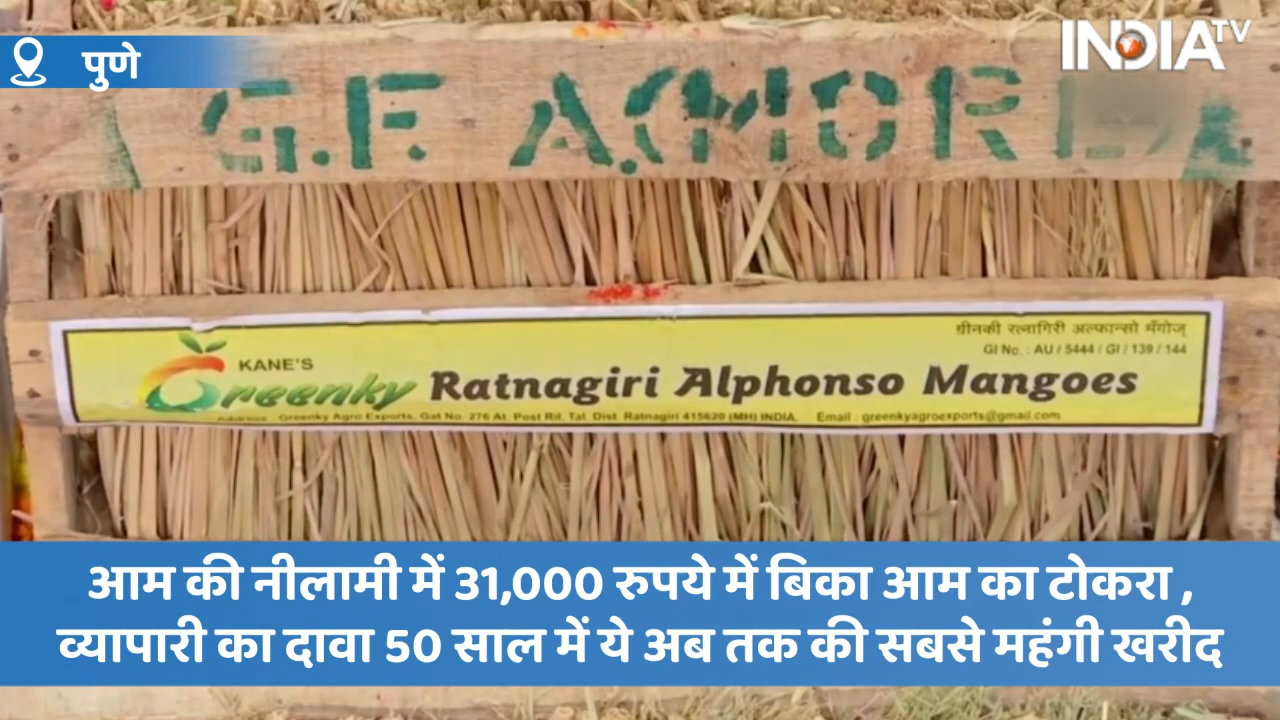 पुणे
INDIA TV
G.F. A.(MOR
ग्रीनकी रत्नागिरी अल्फान्सो मँगोज्
GI No. : AU / 5444 / GI / 139 / 144
KANE'S
Greenky Ratnagiri Alphonso Mangoes
Address : Greenky Agro Exports, Gat No. 276 At. Post Ril, Tal. Dist. Ratnagiri 415620 (MH) INDIA. Email : greenkyagroexports@gmail.com
आम की नीलामी में 31,000 रुपये में बिका आम का टोकरा ,
व्यापारी का दावा 50 साल में ये अब तक की सबसे महंगी खरीद